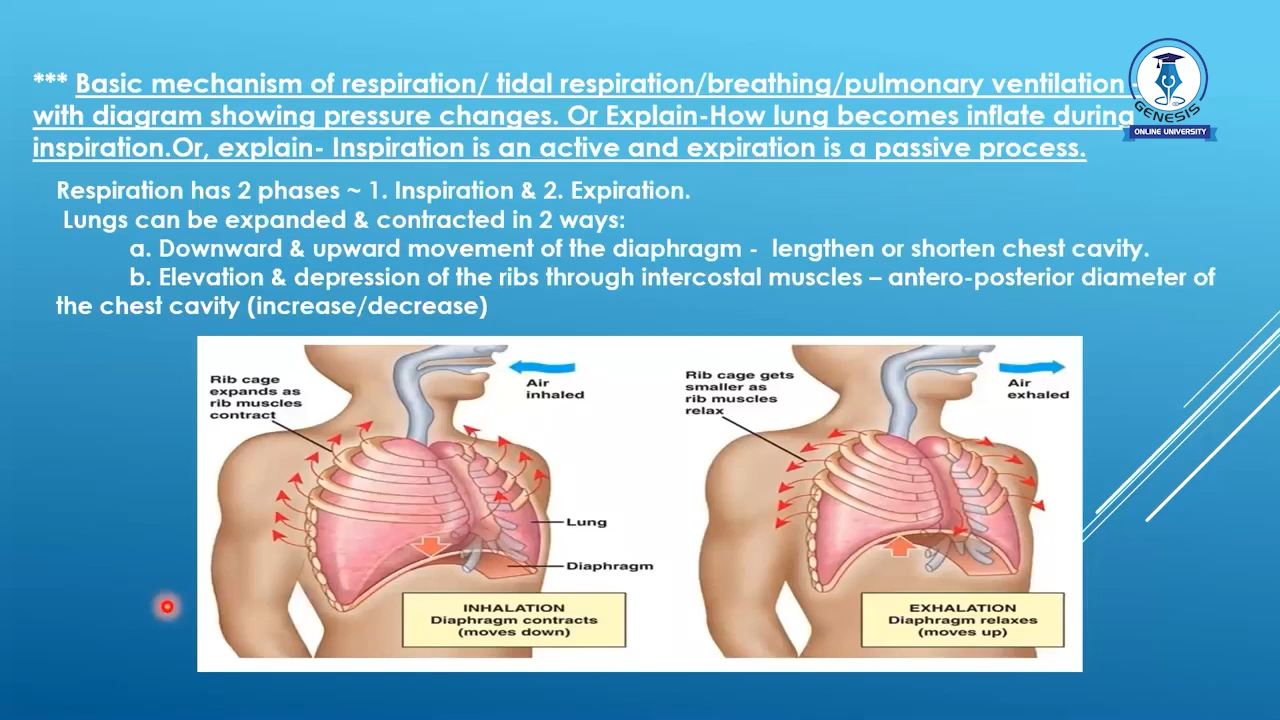 *** Basic mechanism of respiration/ tidal respiration/breathing/pulmonary ventilation
with diagram showing pressure changes. Or Explain-How lung becomes inflate during
inspiration.Or, explain- Inspiration is an active and expiration is a passive process.
GENESIS
ONLINE UNIVERSITY
Respiration has 2 phases ~ 1. Inspiration & 2. Expiration.
Lungs can be expanded & contracted in 2 ways:
a. Downward & upward movement of the diaphragm - lengthen or shorten chest cavity.
b. Elevation & depression of the ribs through intercostal muscles – antero-posterior diameter of
the chest cavity (increase/decrease)
Rib cage
expands as
rib muscles
contract
Air
inhaled
Lung
Diaphragm
INHALATION
Diaphragm contracts
(moves down)
Rib cage gets
smaller as
rib muscles
relax
Air
exhaled
EXHALATION
Diaphragm relaxes
(moves up)